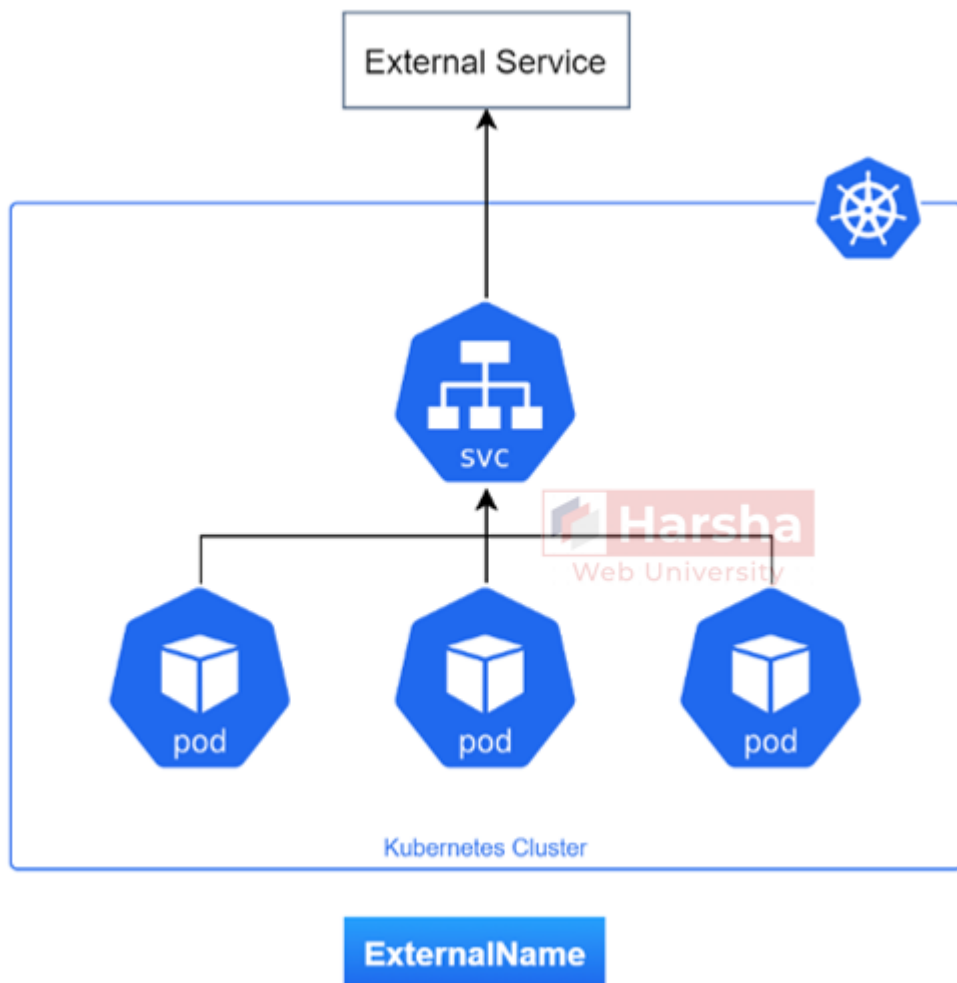 External Service
svc
Harsha
Web University
pod
pod
pod
Kubernetes Cluster
ExternalName